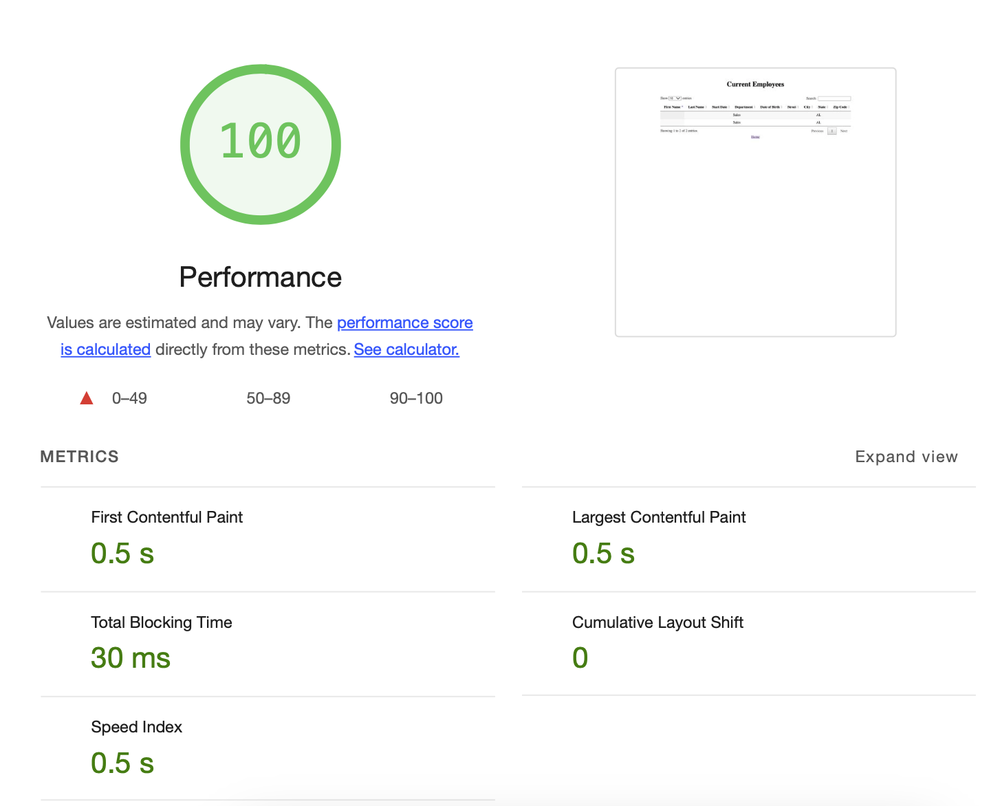 100
Performance
Values are estimated and may vary. The performance score
is calculated directly from these metrics. See calculator.
0–49 50–89 90–100
Current Employees
Show 10 entries Search:
First Name Last Name Start Date Department Date of Birth Street City State Zip Code
Sales AL
Sales AL
Showing 1 to 2 of 2 entries Previous 1 Next
Home
METRICS Expand view
First Contentful Paint
0.5 s
Largest Contentful Paint
0.5 s
Total Blocking Time
30 ms
Cumulative Layout Shift
0
Speed Index
0.5 s